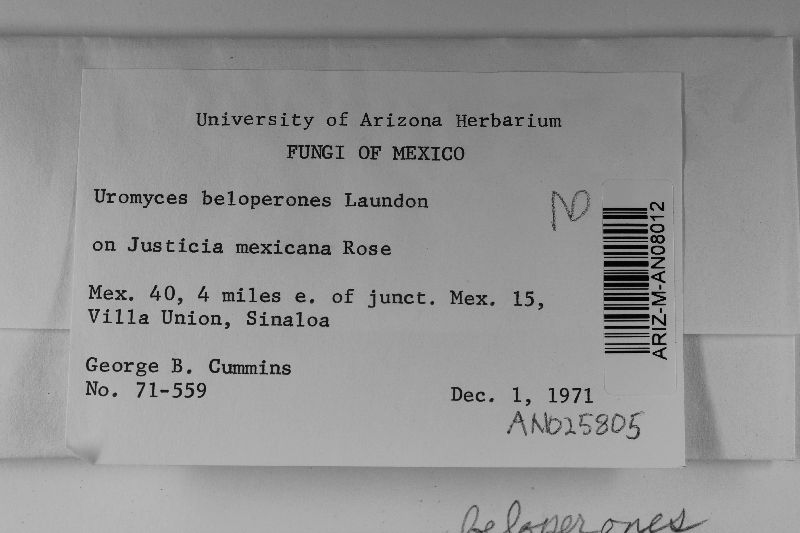 University of Arizona Herbarium
FUNGI OF MEXICO
Uromyces beloperones Laundon
on Justicia mexicana Rose
Mex. 40, 4 miles e. of junct. Mex. 15,
Villa Union, Sinaloa
George B. Cummins
No. 71-559
Dec. 1, 1971
AN025805
ND
ARIZ-M-AN08012
beloperones